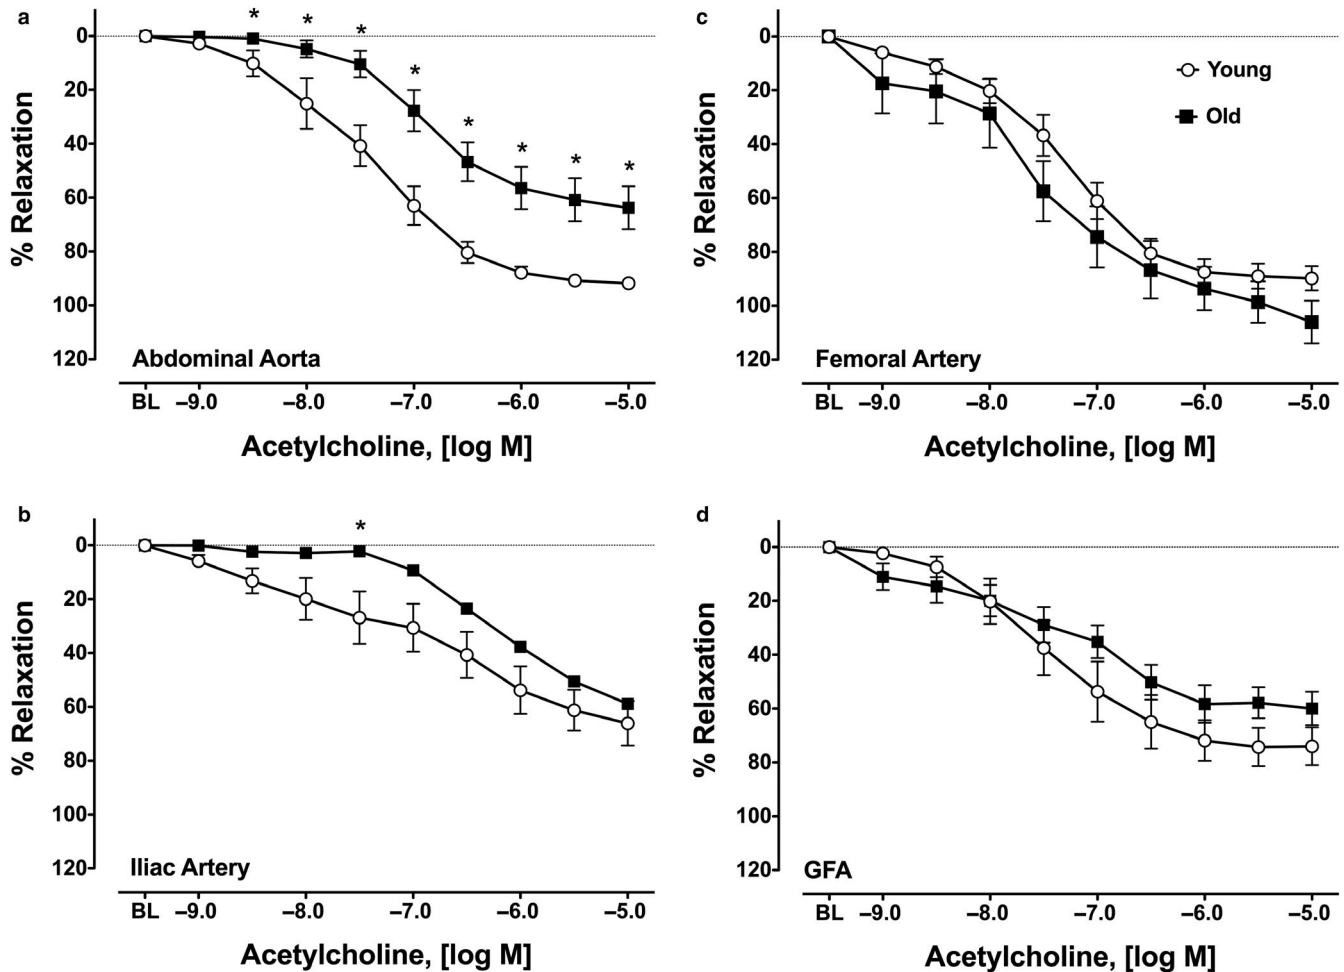 a
* * * * * * * *
0
20
40
60
80
100
120
% Relaxation
Abdominal Aorta
BL –9.0 –8.0 –7.0 –6.0 –5.0
Acetylcholine, [log M]
c
0
20
40
60
80
100
120
% Relaxation
Young
Old
Femoral Artery
BL –9.0 –8.0 –7.0 –6.0 –5.0
Acetylcholine, [log M]
b
*
0
20
40
60
80
100
120
% Relaxation
Iliac Artery
BL –9.0 –8.0 –7.0 –6.0 –5.0
Acetylcholine, [log M]
d
0
20
40
60
80
100
120
% Relaxation
GFA
BL –9.0 –8.0 –7.0 –6.0 –5.0
Acetylcholine, [log M]